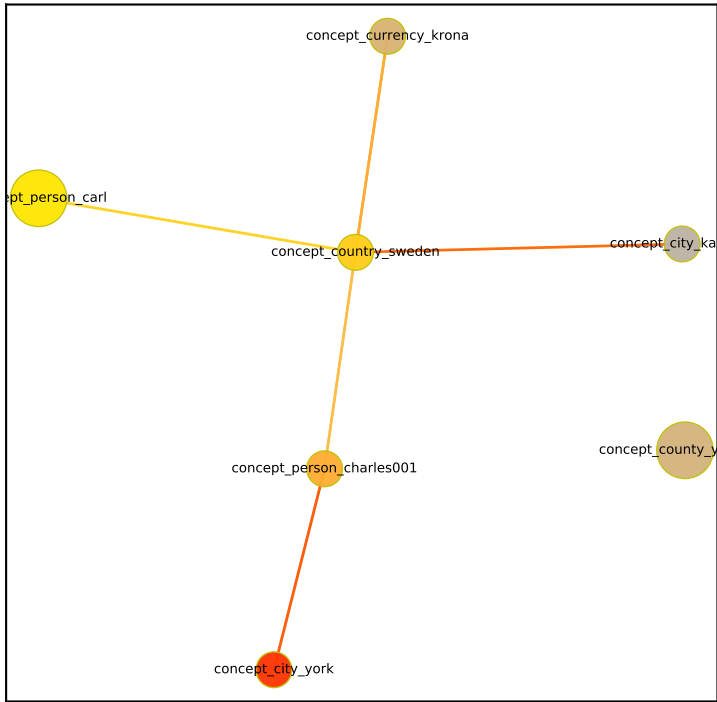 concept_currency_krona
ept_person_carl
concept_country_sweden
concept_city_ka
concept_county_y
concept_person_charles001
concept_city_york